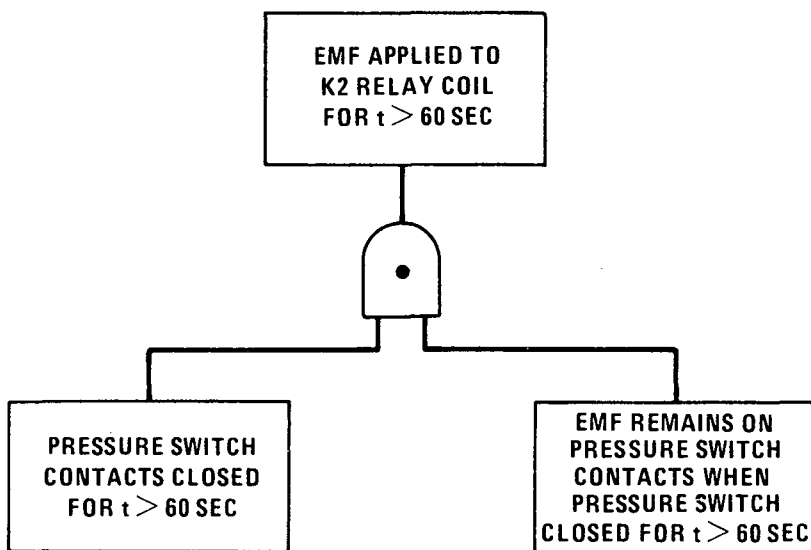 EMF APPLIED TO
K2 RELAY COIL
FOR t > 60 SEC
PRESSURE SWITCH
CONTACTS CLOSED
FOR t > 60 SEC
EMF REMAINS ON
PRESSURE SWITCH
CONTACTS WHEN
PRESSURE SWITCH
CLOSED FOR t > 60 SEC